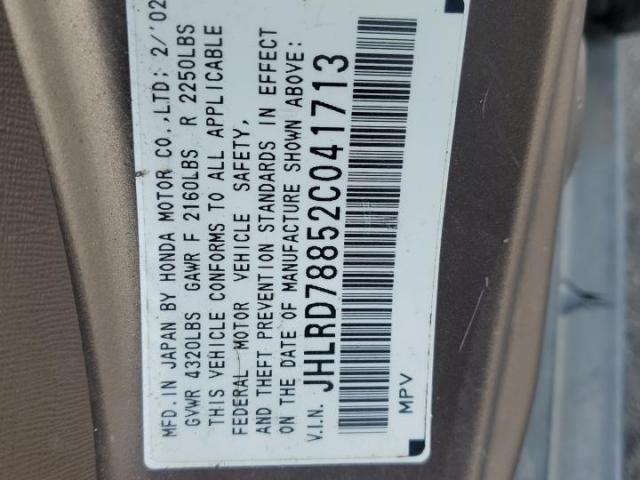 MFD. IN JAPAN BY HONDA MOTOR CO.,LTD: 2/'02
GVWR 4320LBS GAWR F 2160LBS R 2250LBS
THIS VEHICLE CONFORMS TO ALL APPLICABLE
FEDERAL MOTOR VEHICLE SAFETY,
AND THEFT PREVENTION STANDARDS IN EFFECT
ON THE DATE OF MANUFACTURE SHOWN ABOVE:
V.I.N. JHLRD78852C041713
MPV